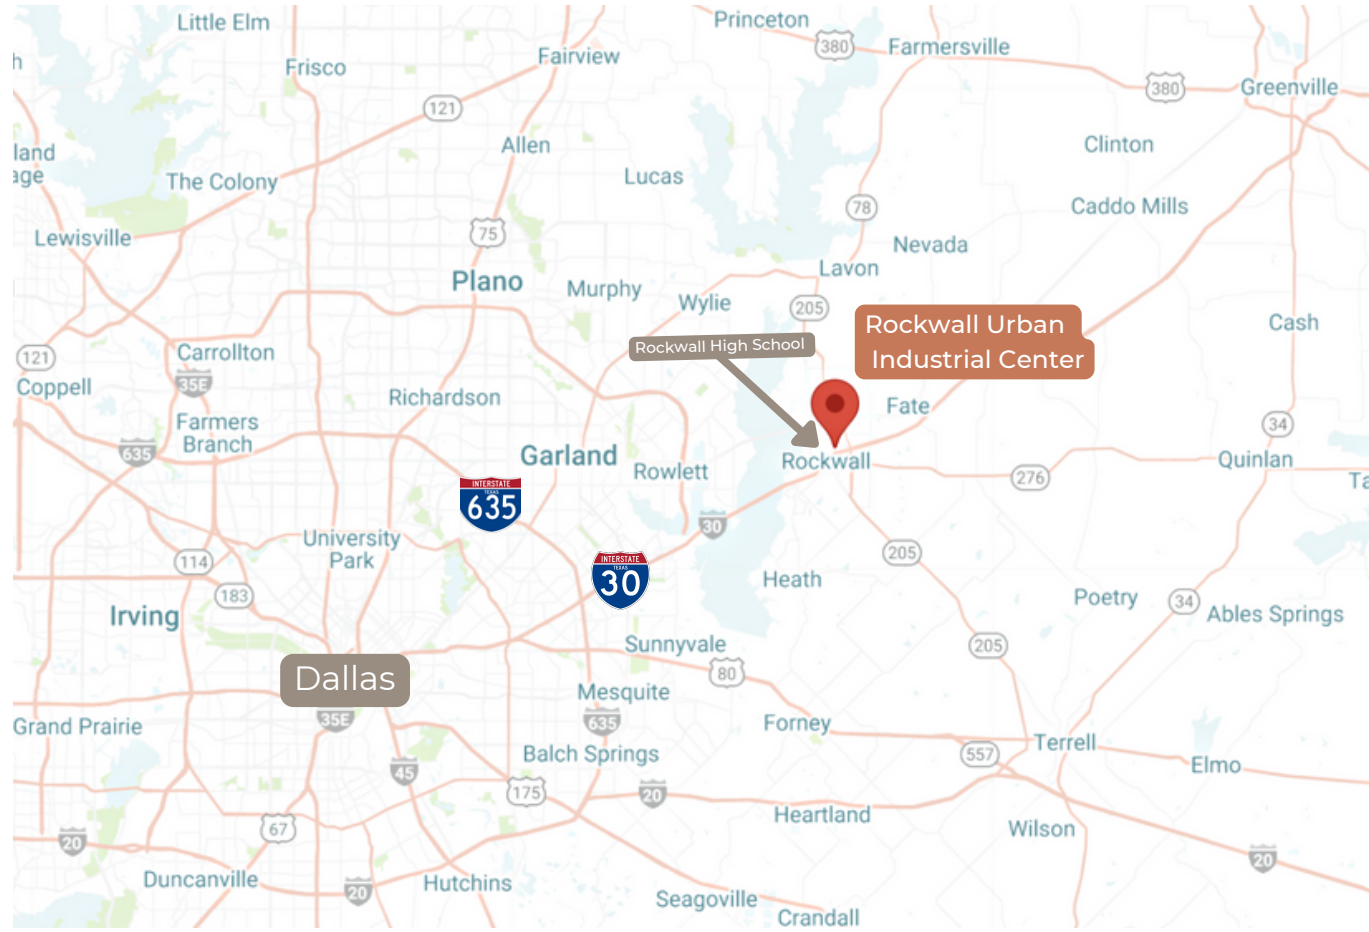 Little Elm
Princeton
380
Farmersville
h
Frisco
Fairview
380
Greenville
121
land
age
The Colony
Allen
Lucas
Clinton
Caddo Mills
78
Lewisville
75
Nevada
Plano
Murphy
Wylie
Lavon
205
Rockwall Urban
Industrial Center
Cash
Rockwall High School
121
Coppell
Carrollton
35E
Richardson
Farmers
Branch
635
Fate
34
Garland
Rowlett
Rockwall
276
Quinlan
Ta
INTERSTATE
TEXAS
635
30
University
Park
114
183
INTERSTATE
TEXAS
30
205
Heath
Poetry
34
Ables Springs
Irving
Sunnyvale
205
80
Dallas
35E
Mesquite
635
Grand Prairie
Forney
Terrell
557
Elmo
Balch Springs
45
175
20
Heartland
Wilson
67
20
20
Duncanville
20
Hutchins
Seagoville
Crandall